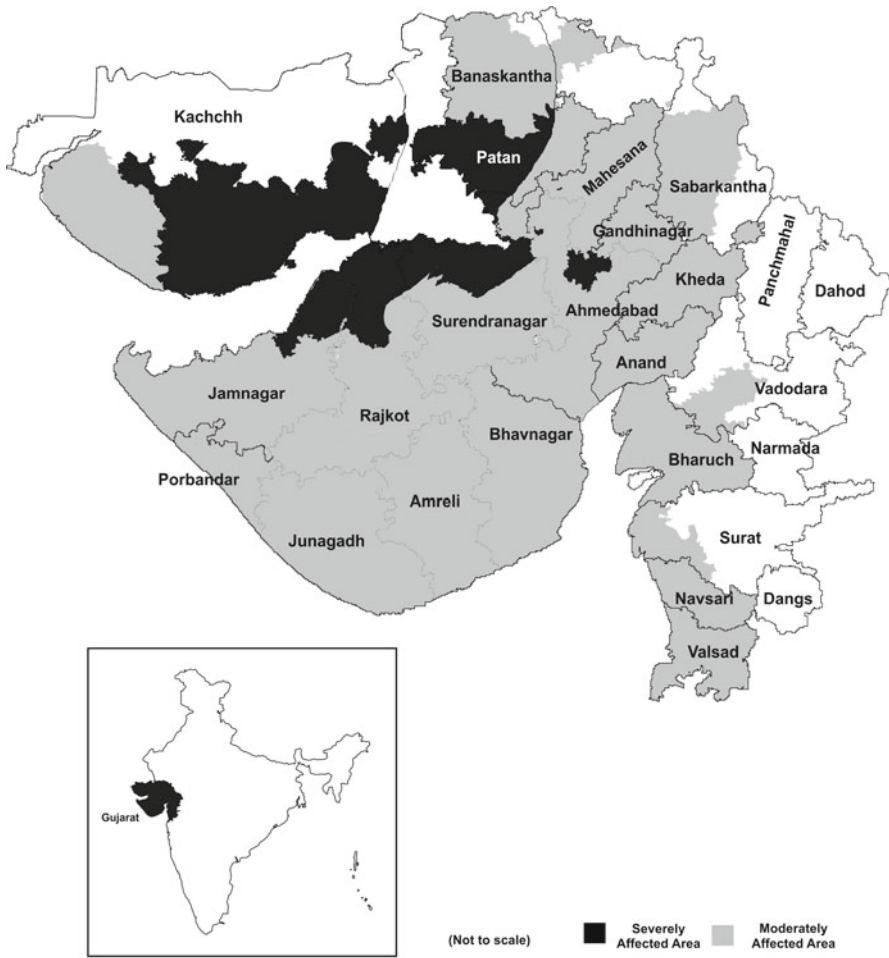 Banaskantha
Kachchh
Patan
Mahesana
Sabarkantha
Gandhinagar
Panchmahal
Kheda
Dahod
Ahmedabad
Surendranagar
Anand
Vadodara
Jamnagar
Rajkot
Bhavnagar
Narmada
Bharuch
Porbandar
Amreli
Junagadh
Surat
Navsari
Dangs
Valsad
Gujarat
(Not to scale)
Severely
Affected Area
Moderately
Affected Area